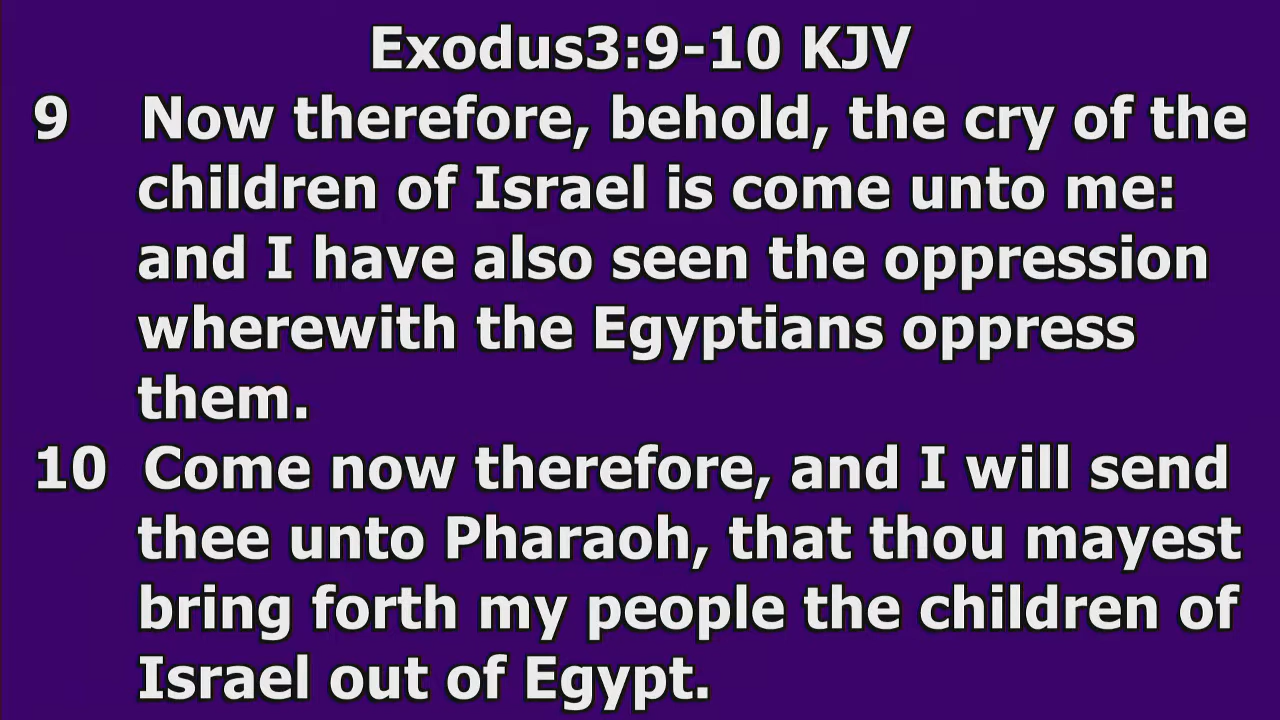 Exodus3:9-10 KJV
9 Now therefore, behold, the cry of the
children of Israel is come unto me:
and I have also seen the oppression
wherewith the Egyptians oppress
them.
10 Come now therefore, and I will send
thee unto Pharaoh, that thou mayest
bring forth my people the children of
Israel out of Egypt.